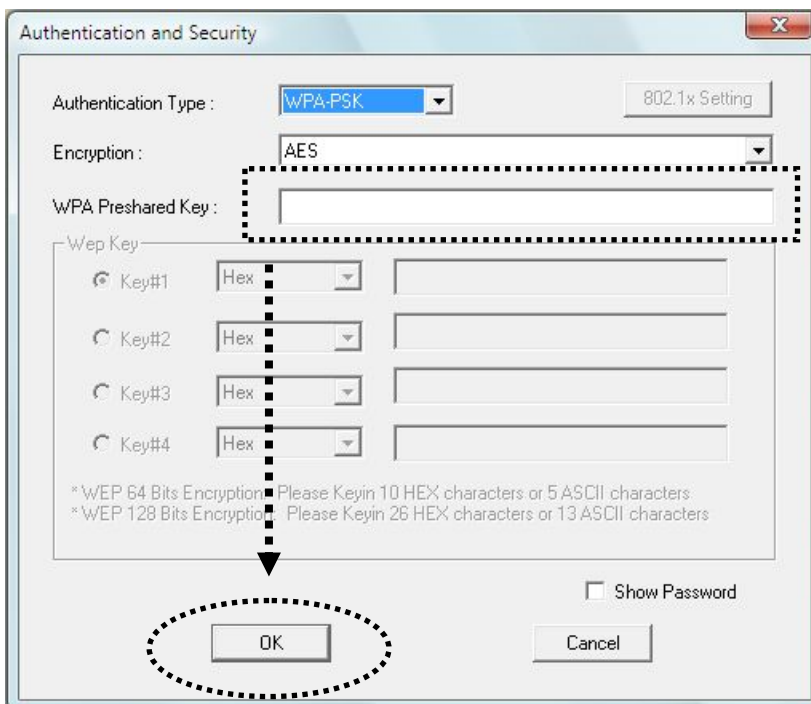 Authentication and Security
Authentication Type : WPA-PSK 802.1x Setting
Encryption : AES
WPA Preshared Key :
Wep Key
Key#1 Hex
Key#2 Hex
Key#3 Hex
Key#4 Hex
* WEP 64 Bits Encryption: Please Keyin 10 HEX characters or 5 ASCII characters
* WEP 128 Bits Encryption: Please Keyin 26 HEX characters or 13 ASCII characters
Show Password
OK Cancel